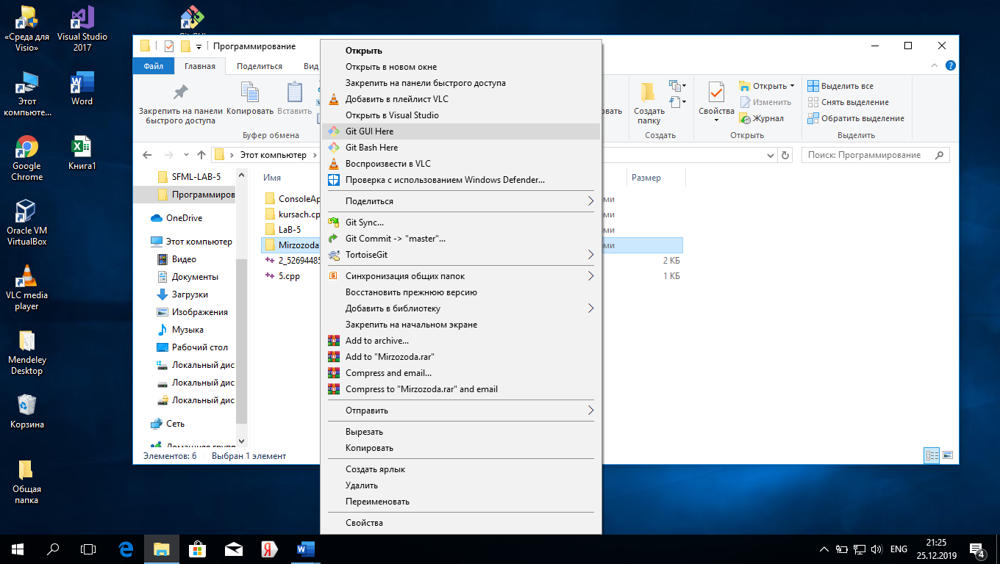 «Среда для
Visio»
Visual Studio
2017
Этот
компьюте...
Word
Google
Chrome
Книга1
Oracle VM
VirtualBox
VLC media
player
Mendeley
Desktop
Корзина
Общая
папка
Программирование
Файл
Главная
Поделиться
Вид
Закрепить на панели
быстрого доступа
Копировать
Вставить
Буфер обмена
Создать
папку
Создать
Свойства
Открыть
Изменить
Журнал
Открыть
Выделить все
Снять выделение
Обратить выделение
Выделить
Этот компьютер
Поиск: Программирование
SFML-LAB-5
Программиров
OneDrive
Этот компьютер
Видео
Документы
Загрузки
Изображения
Музыка
Рабочий стол
Локальный дис
Локальный дис
Локальный дис
Сеть
Имя
Размер
ConsoleAp
kursach.cp
LaB-5
Mirzozoda
2_52694485
2 КБ
5.cpp
1 КБ
Элементов: 6
Выбран 1 элемент
Открыть
Открыть в новом окне
Закрепить на панели быстрого доступа
Добавить в плейлист VLC
Открыть в Visual Studio
Git GUI Here
Git Bash Here
Воспроизвести в VLC
Проверка с использованием Windows Defender...
Поделиться
Git Sync...
Git Commit -> "master"...
TortoiseGit
Синхронизация общих папок
Восстановить прежнюю версию
Добавить в библиотеку
Закрепить на начальном экране
Add to archive...
Add to "Mirzozoda.rar"
Compress and email...
Compress to "Mirzozoda.rar" and email
Отправить
Вырезать
Копировать
Создать ярлык
Удалить
Переименовать
Свойства
ENG
21:25
25.12.2019
4